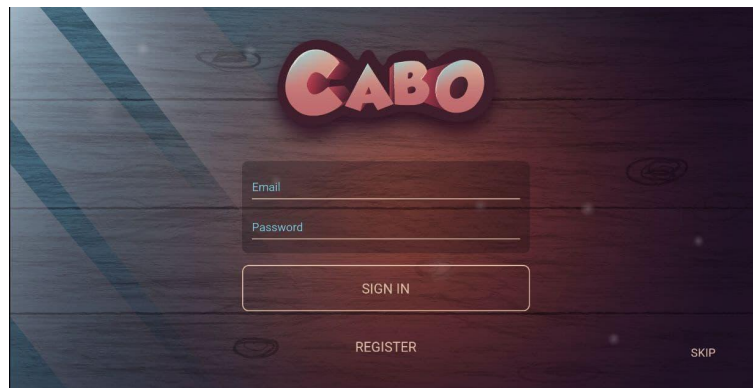 CABO
Email
Password
SIGN IN
REGISTER
SKIP